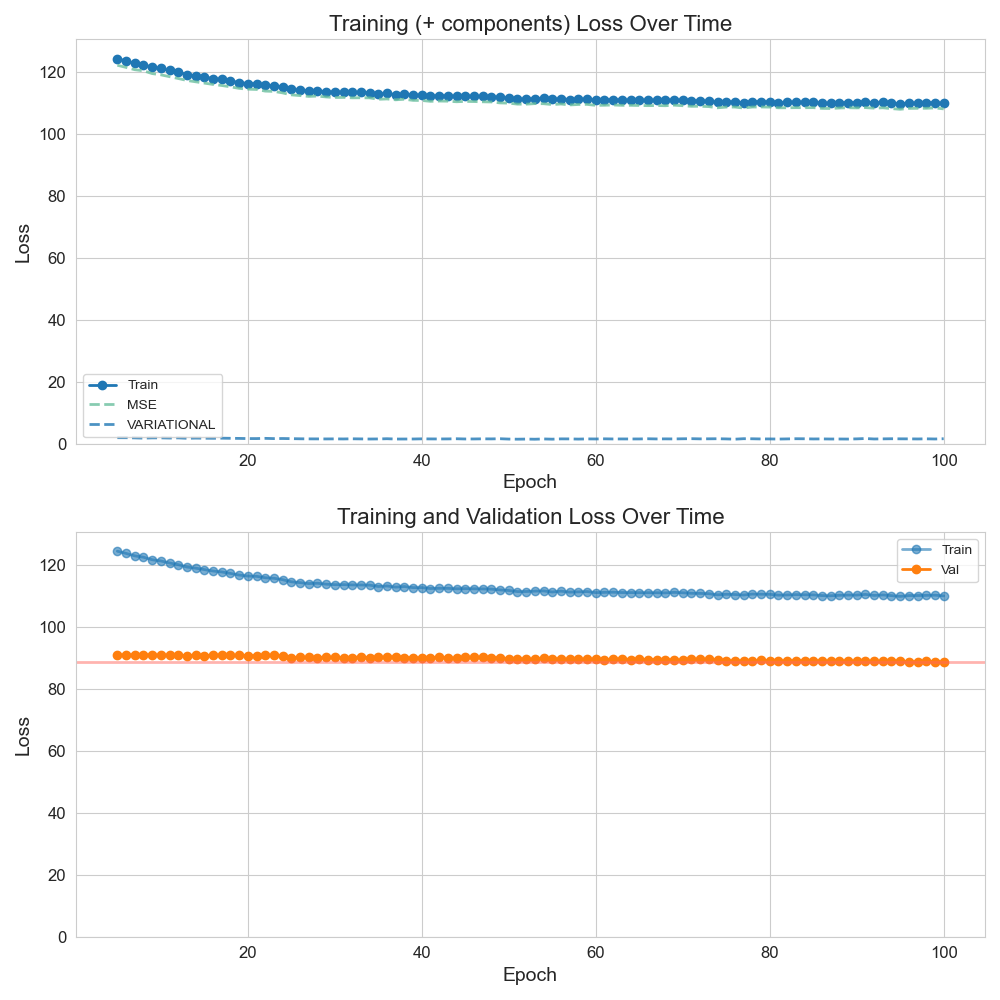 Training (+ components) Loss Over Time
120
100
80
60
40
20
0
Loss
Train
MSE
VARIATIONAL
20 40 60 80 100
Epoch
Training and Validation Loss Over Time
120
100
80
60
40
20
0
Loss
Train
Val
20 40 60 80 100
Epoch